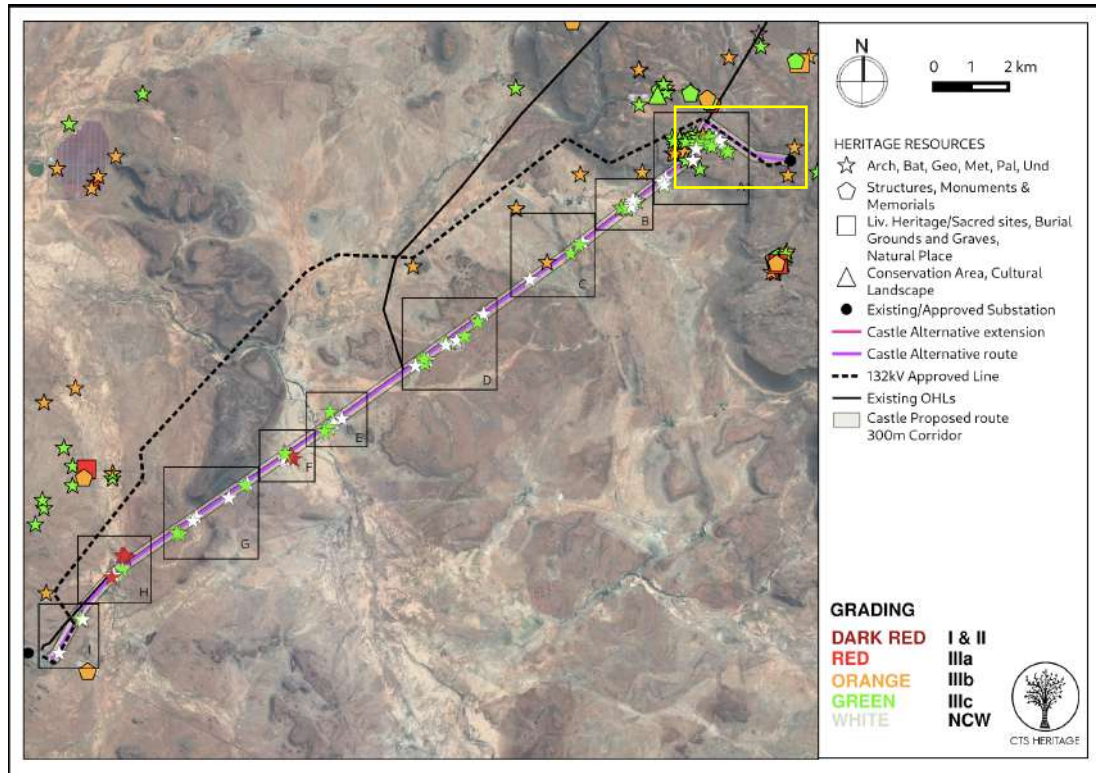 N
0 1 2 km
HERITAGE RESOURCES
Arch, Bat, Geo, Met, Pal, Und
Structures, Monuments &
Memorials
Liv. Heritage/Sacred sites, Burial
Grounds and Graves,
Natural Place
Conservation Area, Cultural
Landscape
Existing/Approved Substation
Castle Alternative extension
Castle Alternative route
132kV Approved Line
Existing OHLs
Castle Proposed route
300m Corridor
A
B
C
D
E
F
G
H
I
GRADING
DARK RED I & II
RED IIIa
ORANGE IIIb
GREEN IIIc
WHITE NCW
CTS HERITAGE